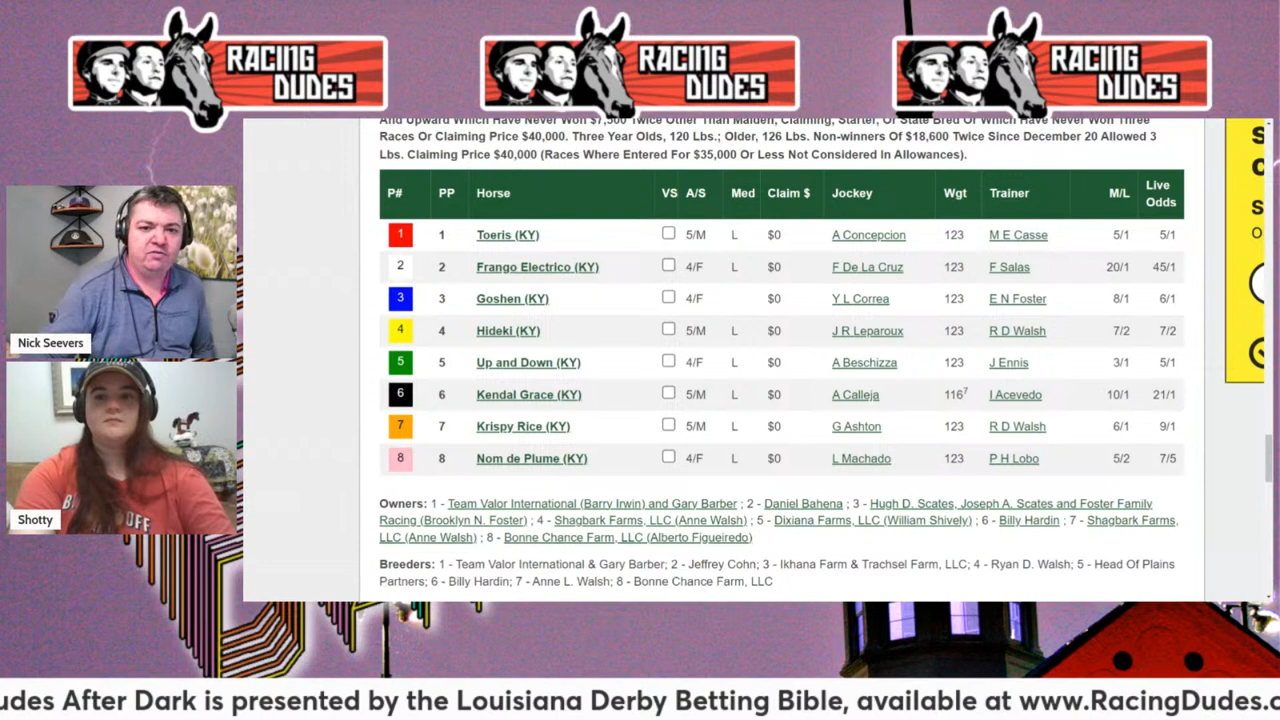 RACING DUDES
RACING DUDES
RACING DUDES
And Upward Which Have Never Won $7,500 Twice Other Than Maiden, Claiming, Starter, Or State Bred Or Which Have Never Won Three
Races Or Claiming Price $40,000. Three Year Olds, 120 Lbs.; Older, 126 Lbs. Non-winners Of $18,600 Twice Since December 20 Allowed 3
Lbs. Claiming Price $40,000 (Races Where Entered For $35,000 Or Less Not Considered In Allowances).
P# PP Horse VS A/S Med Claim $ Jockey Wgt Trainer M/L Live Odds
1 1 Toeris (KY) 5/M L $0 A Concepcion 123 M E Casse 5/1 5/1
2 2 Frango Electrico (KY) 4/F L $0 F De La Cruz 123 F Salas 20/1 45/1
3 3 Goshen (KY) 4/F L $0 Y L Correa 123 E N Foster 8/1 6/1
4 4 Hideki (KY) 5/M L $0 J R Leparoux 123 R D Walsh 7/2 7/2
5 5 Up and Down (KY) 4/F L $0 A Beschizza 123 J Ennis 3/1 5/1
6 6 Kendal Grace (KY) 5/M L $0 A Calleja 116⁷ I Acevedo 10/1 21/1
7 7 Krispy Rice (KY) 5/M L $0 G Ashton 123 R D Walsh 6/1 9/1
8 8 Nom de Plume (KY) 4/F L $0 L Machado 123 P H Lobo 5/2 7/5
Owners: 1 - Team Valor International (Barry Irwin) and Gary Barber ; 2 - Daniel Bahena ; 3 - Hugh D. Scates, Joseph A. Scates and Foster Family
Racing (Brooklyn N. Foster) ; 4 - Shagbark Farms, LLC (Anne Walsh) ; 5 - Dixiana Farms, LLC (William Shively) ; 6 - Billy Hardin ; 7 - Shagbark Farms,
LLC (Anne Walsh) ; 8 - Bonne Chance Farm, LLC (Alberto Figueiredo)
Breeders: 1 - Team Valor International & Gary Barber; 2 - Jeffrey Cohn; 3 - Ikhana Farm & Trachsel Farm, LLC; 4 - Ryan D. Walsh; 5 - Head Of Plains
Partners; 6 - Billy Hardin; 7 - Anne L. Walsh; 8 - Bonne Chance Farm, LLC
Nick Seevers
Shotty
udes After Dark is presented by the Louisiana Derby Betting Bible, available at www.RacingDudes.c